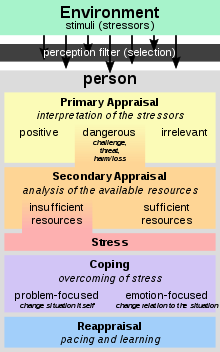 Environment
stimuli (stressors)
perception filter (selection)
person
Primary Appraisal
interpretation of the stressors
positive dangerous irrelevant
challenge,
threat,
harm/loss
Secondary Appraisal
analysis of the available resources
insufficient sufficient
resources resources
Stress
Coping
overcoming of stress
problem-focused emotion-focused
change situation itself change relation to the situation
Reappraisal
pacing and learning